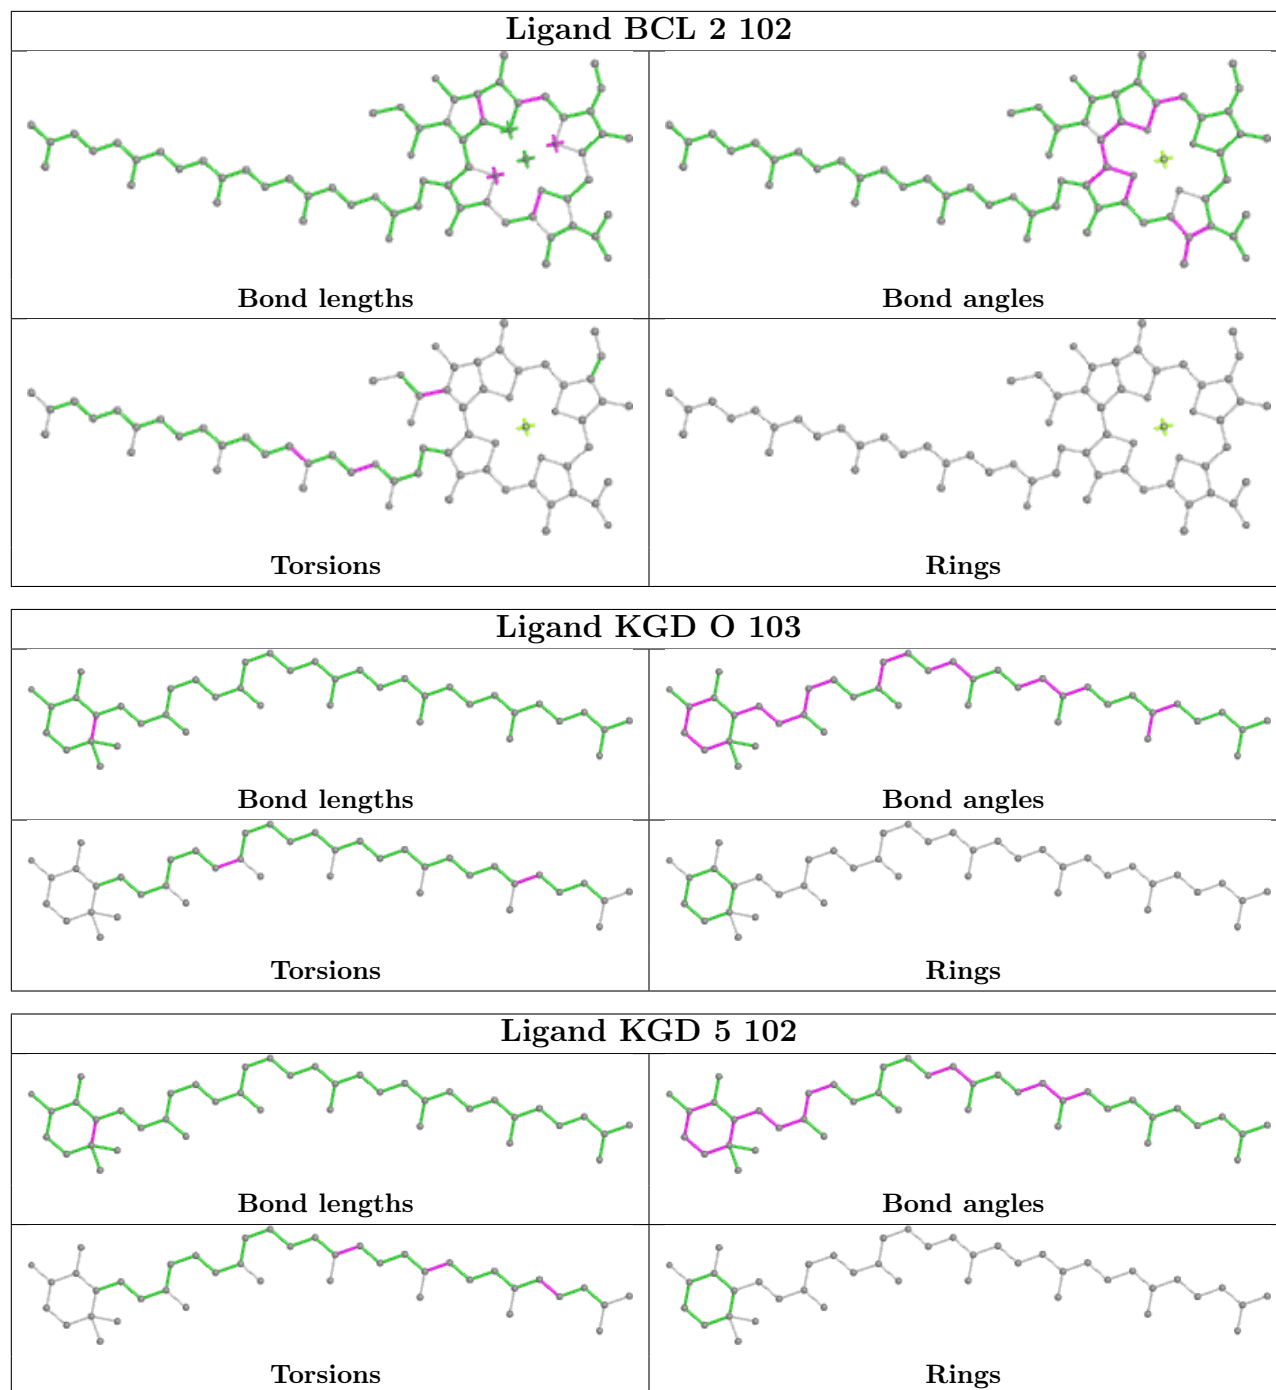 Ligand BCL 2 102
Bond lengths
Bond angles
Torsions
Rings
Ligand KGD O 103
Bond lengths
Bond angles
Torsions
Rings
Ligand KGD 5 102
Bond lengths
Bond angles
Torsions
Rings